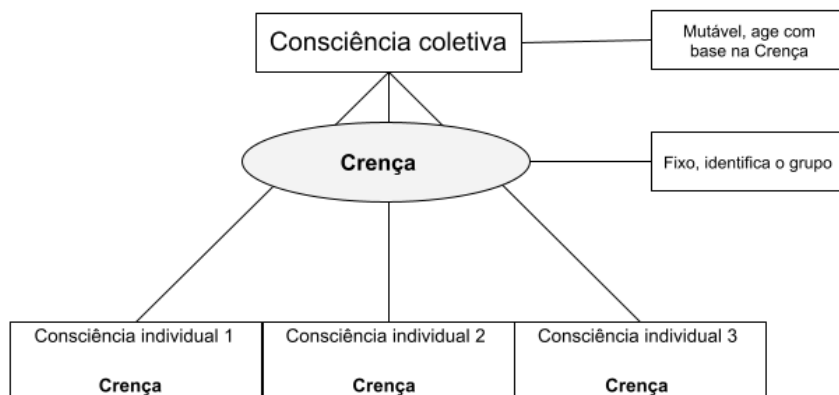 Consciência coletiva
Mutável, age com
base na Crença
Crença
Fixo, identifica o grupo
Consciência individual 1
Crença
Consciência individual 2
Crença
Consciência individual 3
Crença